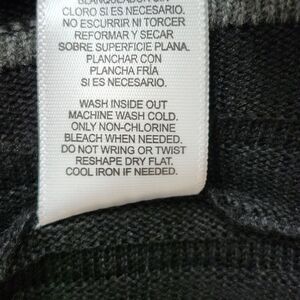 CLORO SI ES NECESARIO.
NO ESCURRIR NI TORCER
REFORMAR Y SECAR
SOBRE SUPERFICIE PLANA.
PLANCHAR CON
PLANCHA FRÍA
SI ES NECESARIO.
WASH INSIDE OUT
MACHINE WASH COLD.
ONLY NON-CHLORINE
BLEACH WHEN NEEDED.
DO NOT WRING OR TWIST
RESHAPE DRY FLAT.
COOL IRON IF NEEDED.